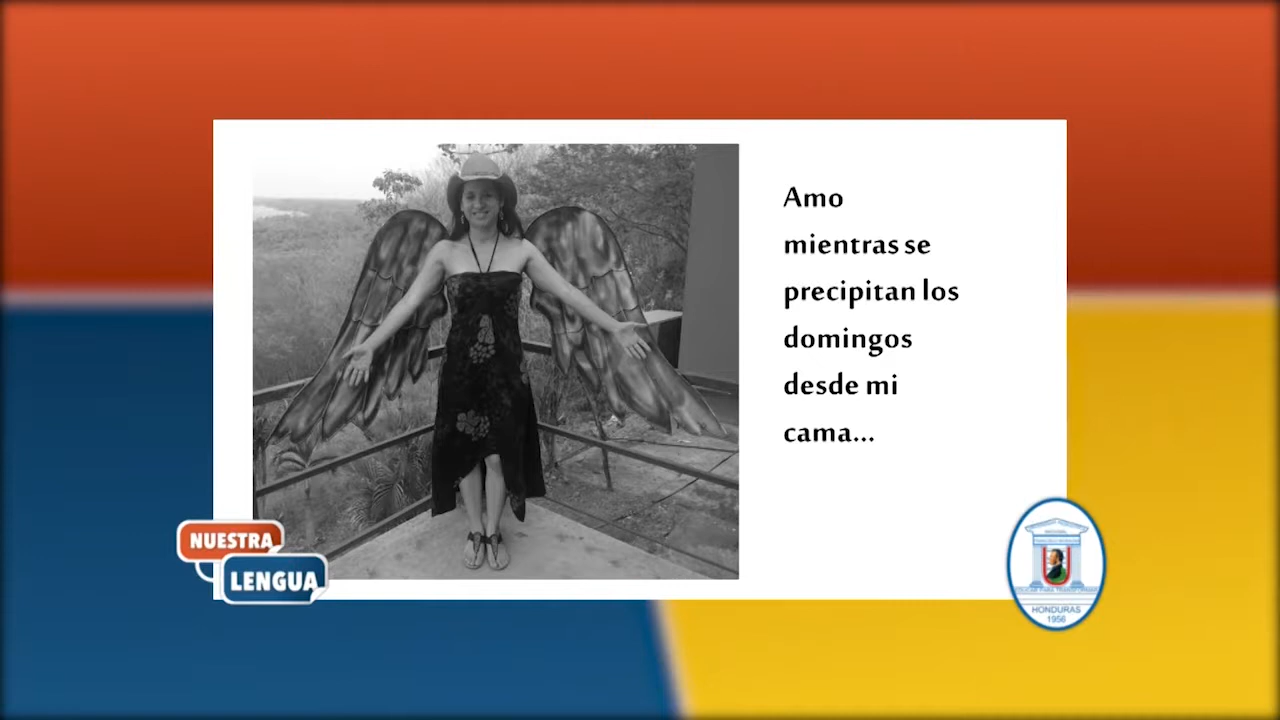 Amo
mientras se
precipitan los
domingos
desde mi
cama...
NUESTRA
LENGUA
HONDURAS
1956